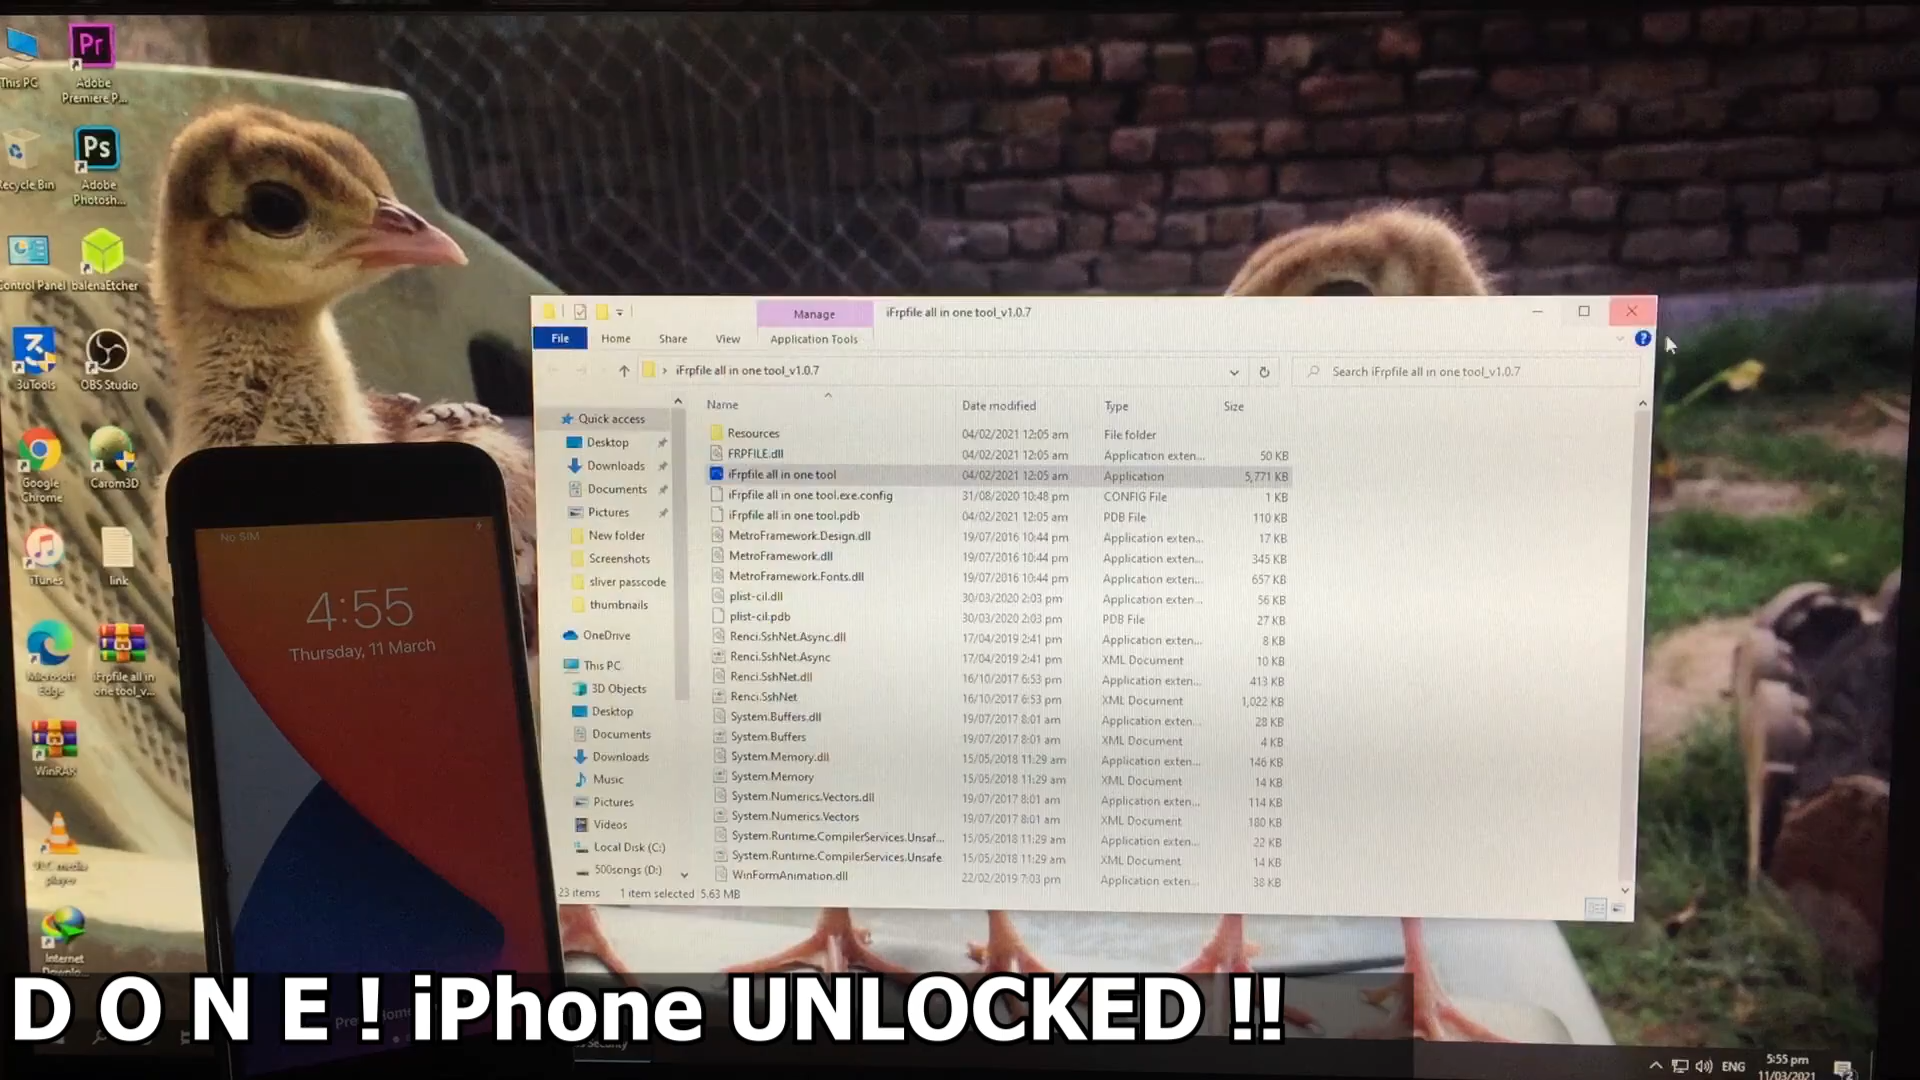 This PC
Adobe
Premiere P...
Recycle Bin
Adobe
Photosh...
Control Panel
balenaEtcher
3uTools
OBS Studio
Google
Chrome
Carom3D
iTunes
link
Microsoft
Edge
iFrpfile all in
one tool_v...
WinRAR
VLC media
player
Internet
Downlo...
Pr
Ps
No SIM
4:55
Thursday, 11 March
Manage
iFrpfile all in one tool_v1.0.7
File
Home
Share
View
Application Tools
iFrpfile all in one tool_v1.0.7
Search iFrpfile all in one tool_v1.0.7
Quick access
Desktop
Downloads
Documents
Pictures
New folder
Screenshots
sliver passcode
thumbnails
OneDrive
This PC
3D Objects
Desktop
Documents
Downloads
Music
Pictures
Videos
Local Disk (C:)
500songs (D:)
Name Date modified Type Size
Resources 04/02/2021 12:05 am File folder
FRPFILE.dll 04/02/2021 12:05 am Application exten... 50 KB
iFrpfile all in one tool 04/02/2021 12:05 am Application 5,771 KB
iFrpfile all in one tool.exe.config 31/08/2020 10:48 pm CONFIG File 1 KB
iFrpfile all in one tool.pdb 04/02/2021 12:05 am PDB File 110 KB
MetroFramework.Design.dll 19/07/2016 10:44 pm Application exten... 17 KB
MetroFramework.dll 19/07/2016 10:44 pm Application exten... 345 KB
MetroFramework.Fonts.dll 19/07/2016 10:44 pm Application exten... 657 KB
plist-cil.dll 30/03/2020 2:03 pm Application exten... 56 KB
plist-cil.pdb 30/03/2020 2:03 pm PDB File 27 KB
Renci.SshNet.Async.dll 17/04/2019 2:41 pm Application exten... 8 KB
Renci.SshNet.Async 17/04/2019 2:41 pm XML Document 10 KB
Renci.SshNet.dll 16/10/2017 6:53 pm Application exten... 413 KB
Renci.SshNet 16/10/2017 6:53 pm XML Document 1,022 KB
System.Buffers.dll 19/07/2017 8:01 am Application exten... 28 KB
System.Buffers 19/07/2017 8:01 am XML Document 4 KB
System.Memory.dll 15/05/2018 11:29 am Application exten... 146 KB
System.Memory 15/05/2018 11:29 am XML Document 14 KB
System.Numerics.Vectors.dll 19/07/2017 8:01 am Application exten... 114 KB
System.Numerics.Vectors 19/07/2017 8:01 am XML Document 180 KB
System.Runtime.CompilerServices.Unsaf... 15/05/2018 11:29 am Application exten... 22 KB
System.Runtime.CompilerServices.Unsafe 15/05/2018 11:29 am XML Document 14 KB
WinFormAnimation.dll 22/02/2019 7:03 pm Application exten... 38 KB
23 items 1 item selected 5.63 MB
D O N E ! iPhone UNLOCKED !!
ENG
5:55 pm
11/03/2021